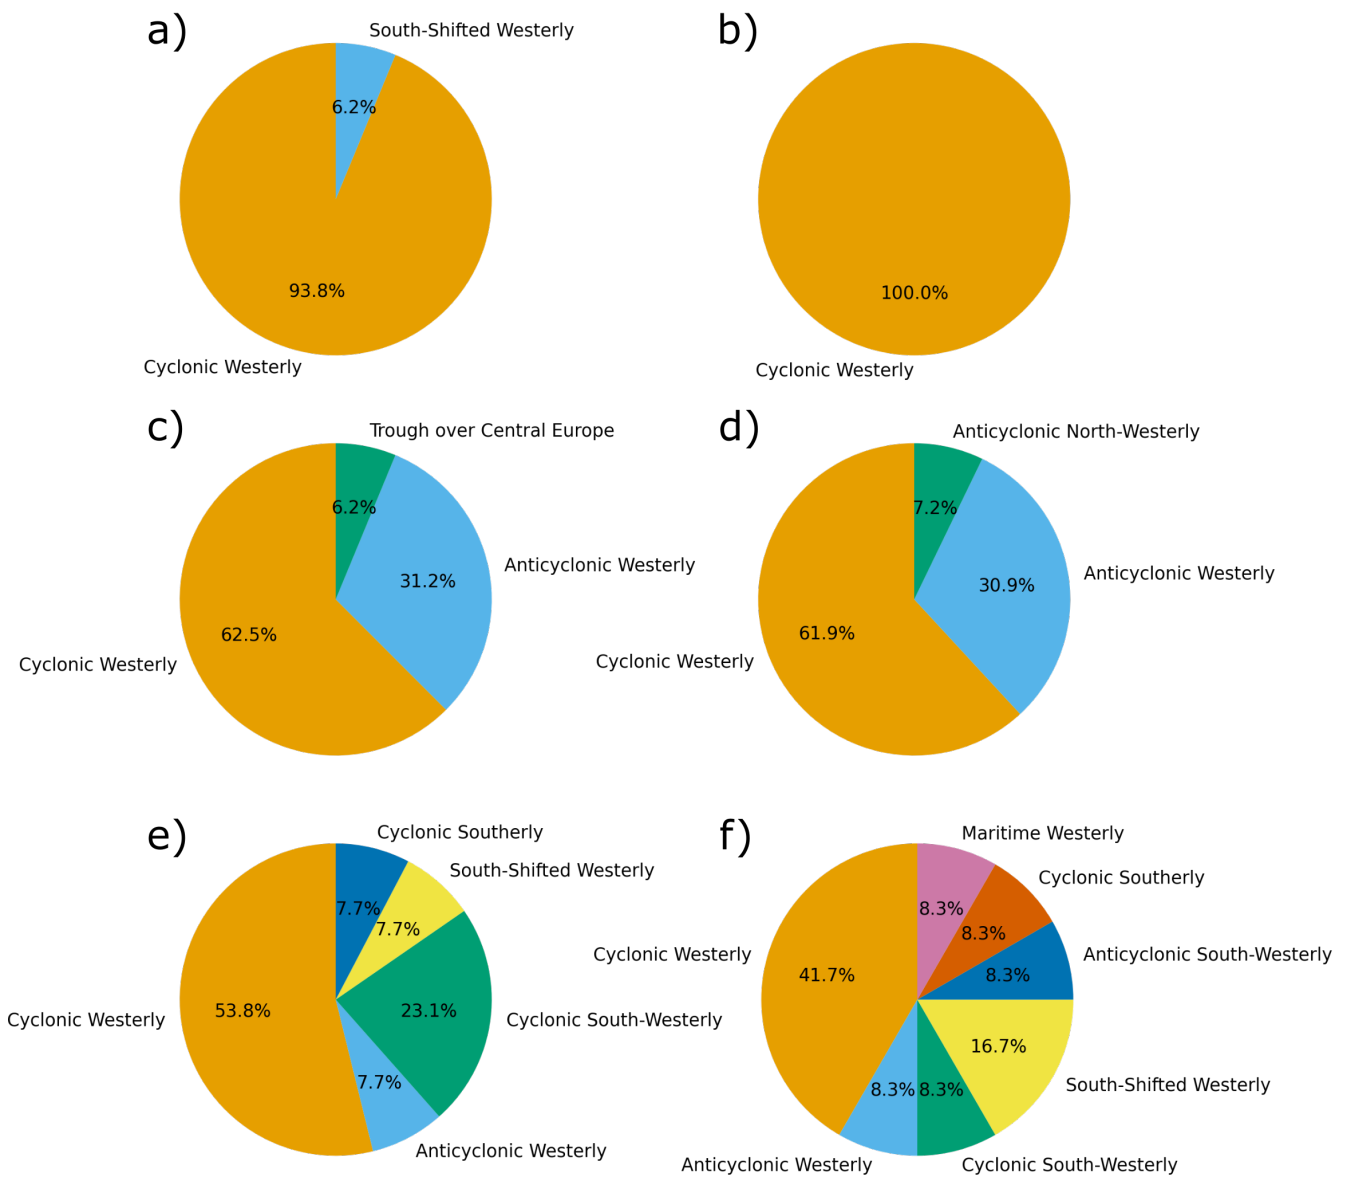 a)
South-Shifted Westerly
6.2%
93.8%
Cyclonic Westerly
b)
100.0%
Cyclonic Westerly
c)
Trough over Central Europe
6.2%
Anticyclonic Westerly
31.2%
62.5%
Cyclonic Westerly
d)
Anticyclonic North-Westerly
7.2%
Anticyclonic Westerly
30.9%
61.9%
Cyclonic Westerly
e)
Cyclonic Southerly
South-Shifted Westerly
7.7%
7.7%
53.8%
23.1%
Cyclonic Westerly
Cyclonic South-Westerly
7.7%
Anticyclonic Westerly
f)
Maritime Westerly
Cyclonic Southerly
8.3%
8.3%
Cyclonic Westerly
Anticyclonic South-Westerly
41.7%
8.3%
16.7%
South-Shifted Westerly
8.3%
8.3%
Anticyclonic Westerly
Cyclonic South-Westerly